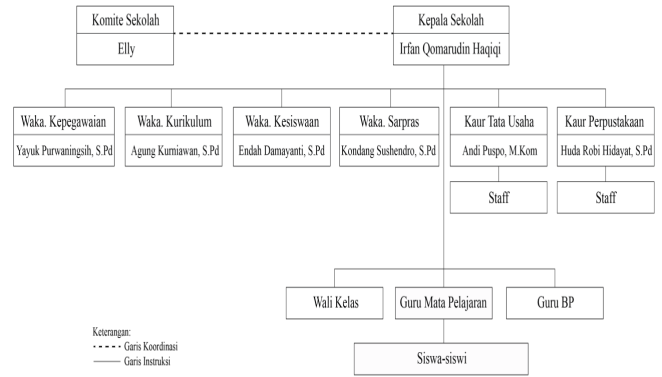 Komite Sekolah
Elly
Kepala Sekolah
Irfan Qomarudin Haqiqi
Waka. Kepegawaian
Yayuk Purwaningsih, S.Pd
Waka. Kurikulum
Agung Kurniawan, S.Pd
Waka. Kesiswaan
Endah Damayanti, S.Pd
Waka. Sarpras
Kondang Sushendro, S.Pd
Kaur Tata Usaha
Andi Puspo, M.Kom
Kaur Perpustakaan
Huda Robi Hidayat, S.Pd
Staff
Staff
Wali Kelas
Guru Mata Pelajaran
Guru BP
Siswa-siswi
Keterangan:
Garis Koordinasi
Garis Instruksi